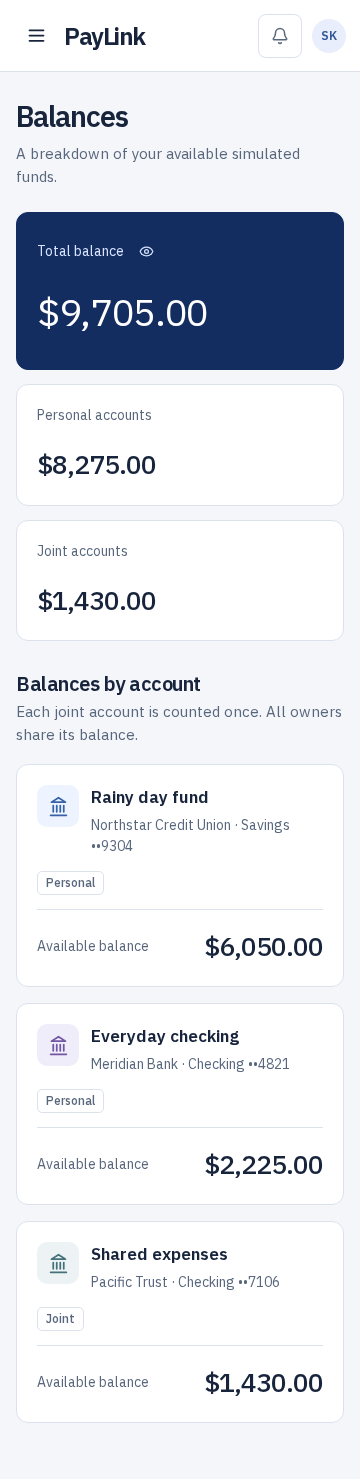 PayLink
SK
Balances
A breakdown of your available simulated
funds.
Total balance
$9,705.00
Personal accounts
$8,275.00
Joint accounts
$1,430.00
Balances by account
Each joint account is counted once. All owners
share its balance.
Rainy day fund
Northstar Credit Union · Savings
••9304
Personal
Available balance $6,050.00
Everyday checking
Meridian Bank · Checking ••4821
Personal
Available balance $2,225.00
Shared expenses
Pacific Trust · Checking ••7106
Joint
Available balance $1,430.00